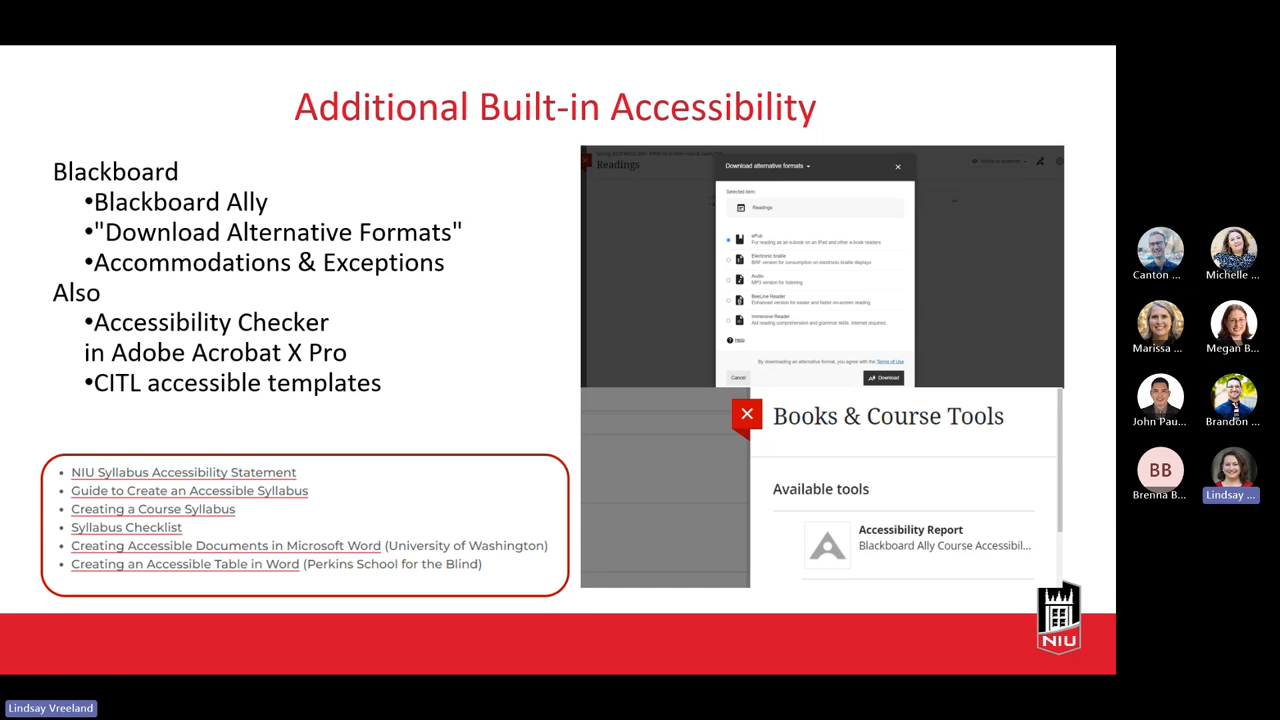 Additional Built-in Accessibility
Blackboard
•Blackboard Ally
•"Download Alternative Formats"
•Accommodations & Exceptions
Also
•Accessibility Checker
in Adobe Acrobat X Pro
•CITL accessible templates
• NIU Syllabus Accessibility Statement
• Guide to Create an Accessible Syllabus
• Creating a Course Syllabus
• Syllabus Checklist
• Creating Accessible Documents in Microsoft Word (University of Washington)
• Creating an Accessible Table in Word (Perkins School for the Blind)
Readings
Download alternative formats
Selected item:
Readings
ePub
For reading as an e-book on an iPad and other e-book readers
Electronic braille
BRF version for consumption on electronic braille displays
Audio
MP3 version for listening
BeeLine Reader
Enhanced version for easier and faster on-screen reading
Immersive Reader
Aid reading comprehension and grammar skills. Internet required.
Help
By downloading an alternative format, you agree the Terms of Use
Cancel
Download
Books & Course Tools
Available tools
Accessibility Report
Blackboard Ally Course Accessibil...
NIU
Canton ...
Michelle ...
Marissa ...
Megan B...
John Pau...
Brandon ...
BB
Brenna B...
Lindsay ...
Lindsay Vreeland